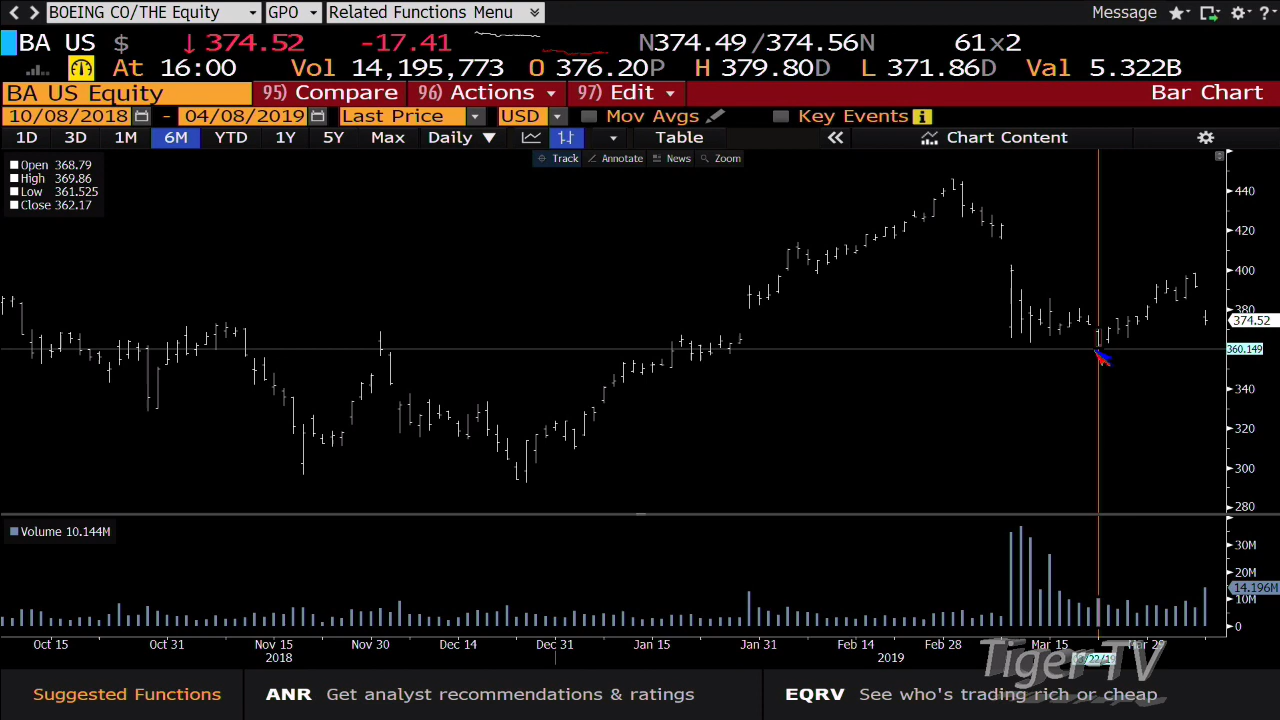 BOEING CO/THE Equity GPO Related Functions Menu Message
BA US $ ↓ 374.52 -17.41 N374.49/374.56N 61x2
At 16:00 Vol 14,195,773 O 376.20P H 379.80D L 371.86D Val 5.322B
BA US Equity 95) Compare 96) Actions 97) Edit Bar Chart
10/08/2018 - 04/08/2019 Last Price USD Mov Avgs Key Events
1D 3D 1M 6M YTD 1Y 5Y Max Daily ▼ Table « Chart Content
Track Annotate News Zoom
Open 368.79
High 369.86
Low 361.525
Close 362.17
440
420
400
380
374.52
360.149
340
320
300
280
Volume 10.144M
30M
20M
14.196M
10M
0
Oct 15 Oct 31 Nov 15 Nov 30 Dec 14 Dec 31 Jan 15 Jan 31 Feb 14 Feb 28 Mar 15 Mar 29
2018 2019
Tiger-TV
Suggested Functions ANR Get analyst recommendations & ratings EQRV See who's trading rich or cheap